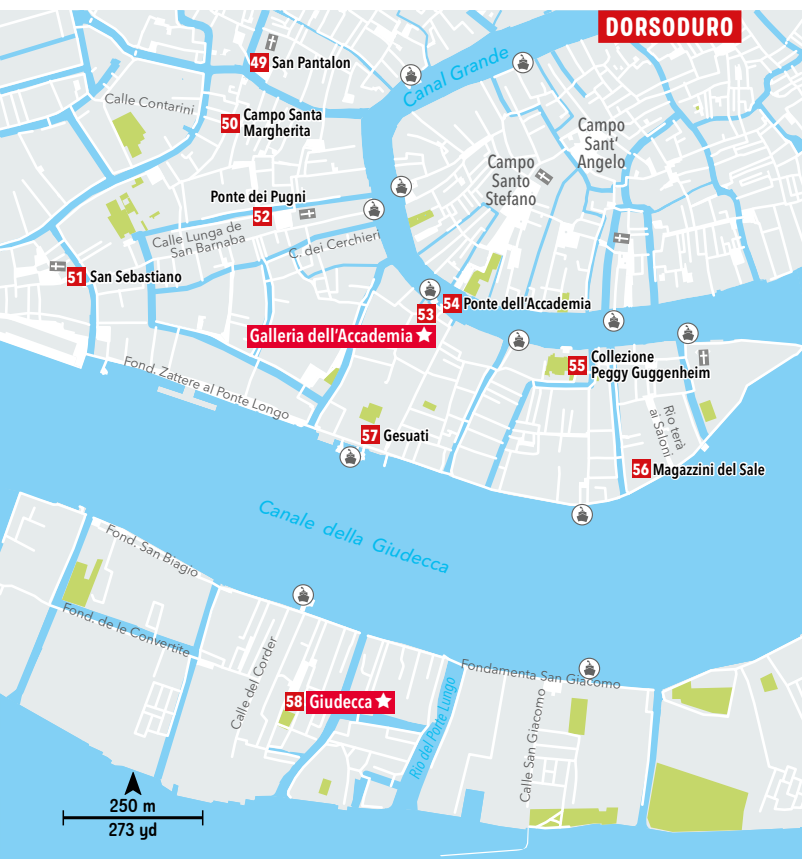 DORSODURO
49 San Pantalon
Canal Grande
Calle Contarini
50 Campo Santa
Margherita
Campo
Sant'
Angelo
Campo
Santo
Stefano
Ponte dei Pugni
52
Calle Lunga de
San Barnaba
C. dei Cerchieri
51 San Sebastiano
53
54 Ponte dell'Accademia
Galleria dell'Accademia
55 Collezione
Peggy Guggenheim
Fond. Zattere al Ponte Longo
Rio terà
ai Saloni
57 Gesuati
56 Magazzini del Sale
Canale della Giudecca
Fond. San Biagio
Fond. de le Convertite
Calle del Corder
Fondamenta San Giacomo
58 Giudecca
Rio del Ponte Lungo
Calle San Giacomo
250 m
273 yd